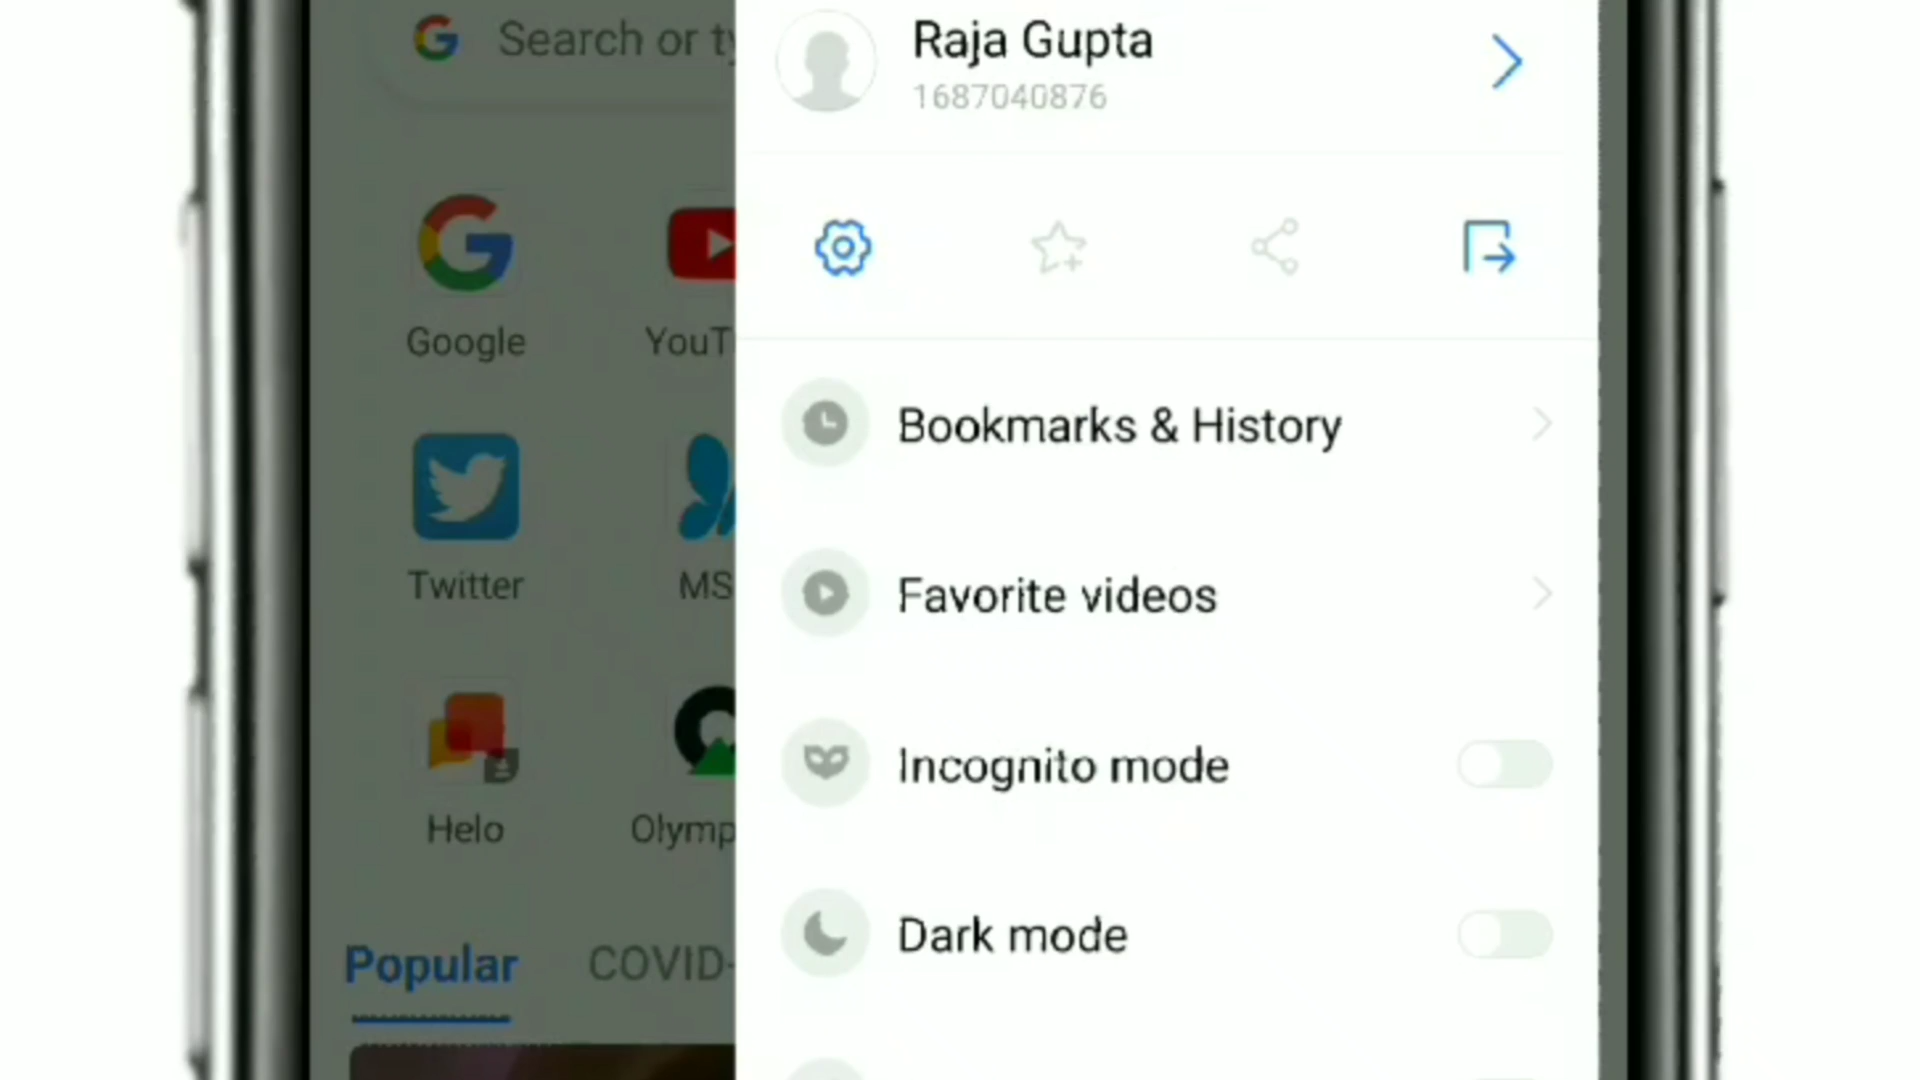 Search or ty
Raja Gupta
1687040876
Google
YouT
Bookmarks & History
Twitter
MS
Favorite videos
Helo
Olymp
Incognito mode
Popular
COVID-
Dark mode